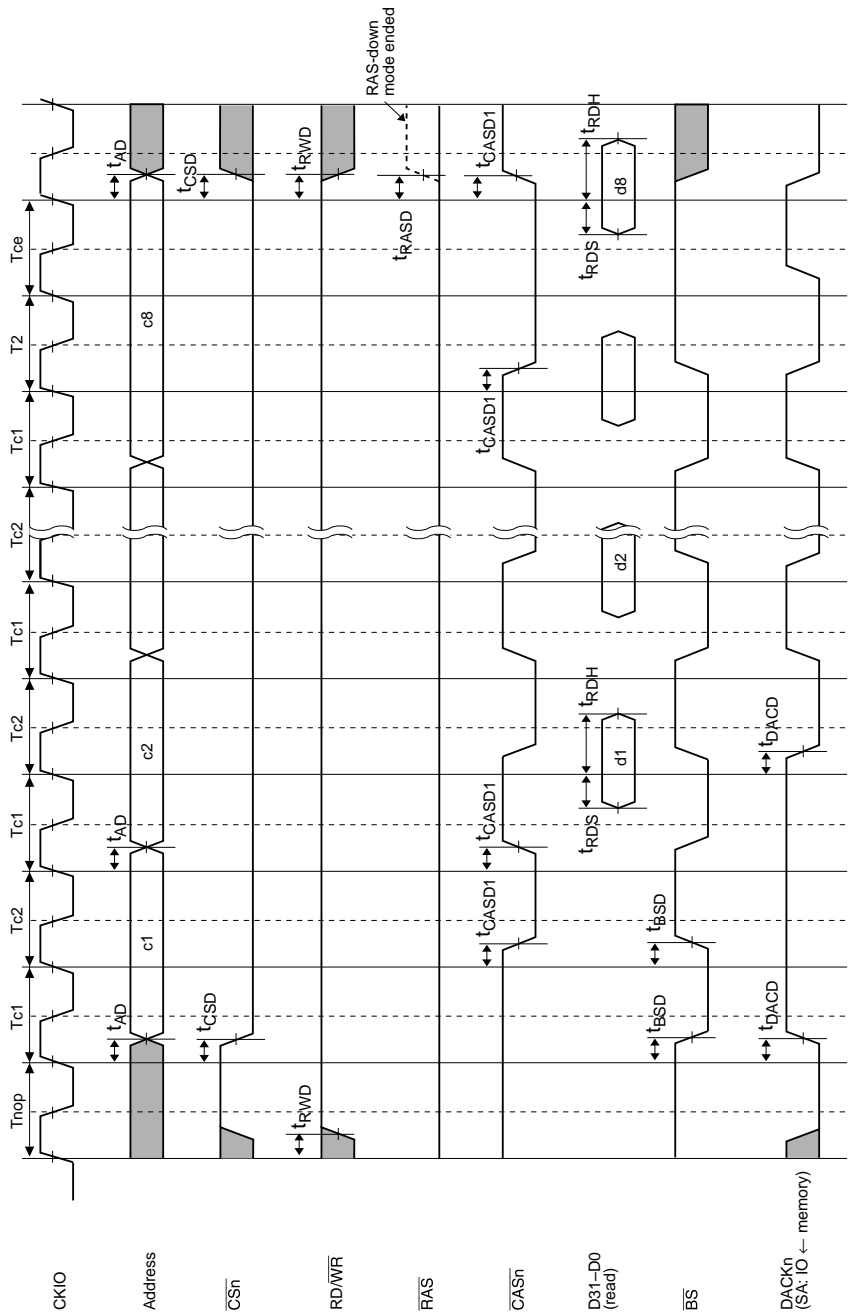 Tnop Tc1 Tc2 Tc1 Tc2 Tc1 Tc2 Tc1 T2 Tce
CKIO
tAD tAD tAD
Address c1 c2 c8
tCSD tCSD
CSn
tRWD tRWD
RD/WR
RAS-down
mode ended
tRASD
RAS
tCASD1 tCASD1 tCASD1 tCASD1
CASn
tRDS tRDH tRDS tRDH
D31–D0
(read)
d1 d2 d8
tBSD tBSD
BS
tDACD tDACD
DACKn
(SA: IO ← memory)